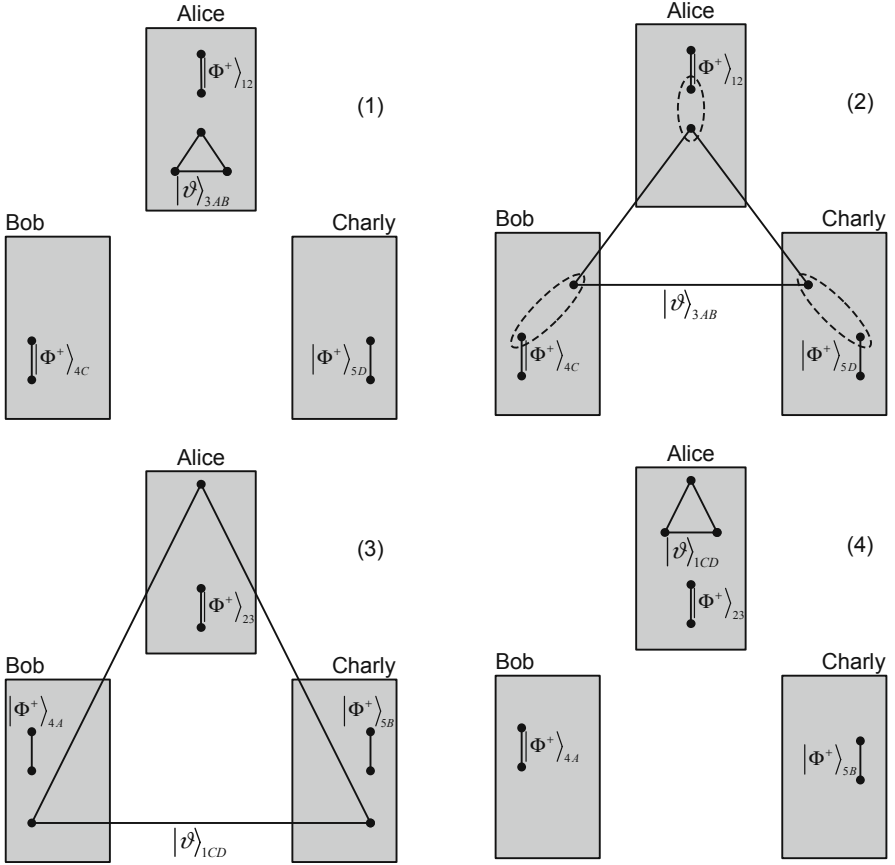 Alice
|Φ⁺⟩₁₂
(1)
|ϑ⟩₃AB
Bob
Charly
|Φ⁺⟩₄C
|Φ⁺⟩₅D
Alice
|Φ⁺⟩₁₂
(2)
Bob
Charly
|ϑ⟩₃AB
|Φ⁺⟩₄C
|Φ⁺⟩₅D
Alice
(3)
|Φ⁺⟩₂₃
Bob
Charly
|Φ⁺⟩₄A
|Φ⁺⟩₅B
|ϑ⟩₁CD
Alice
(4)
|ϑ⟩₁CD
|Φ⁺⟩₂₃
Bob
Charly
|Φ⁺⟩₄A
|Φ⁺⟩₅B